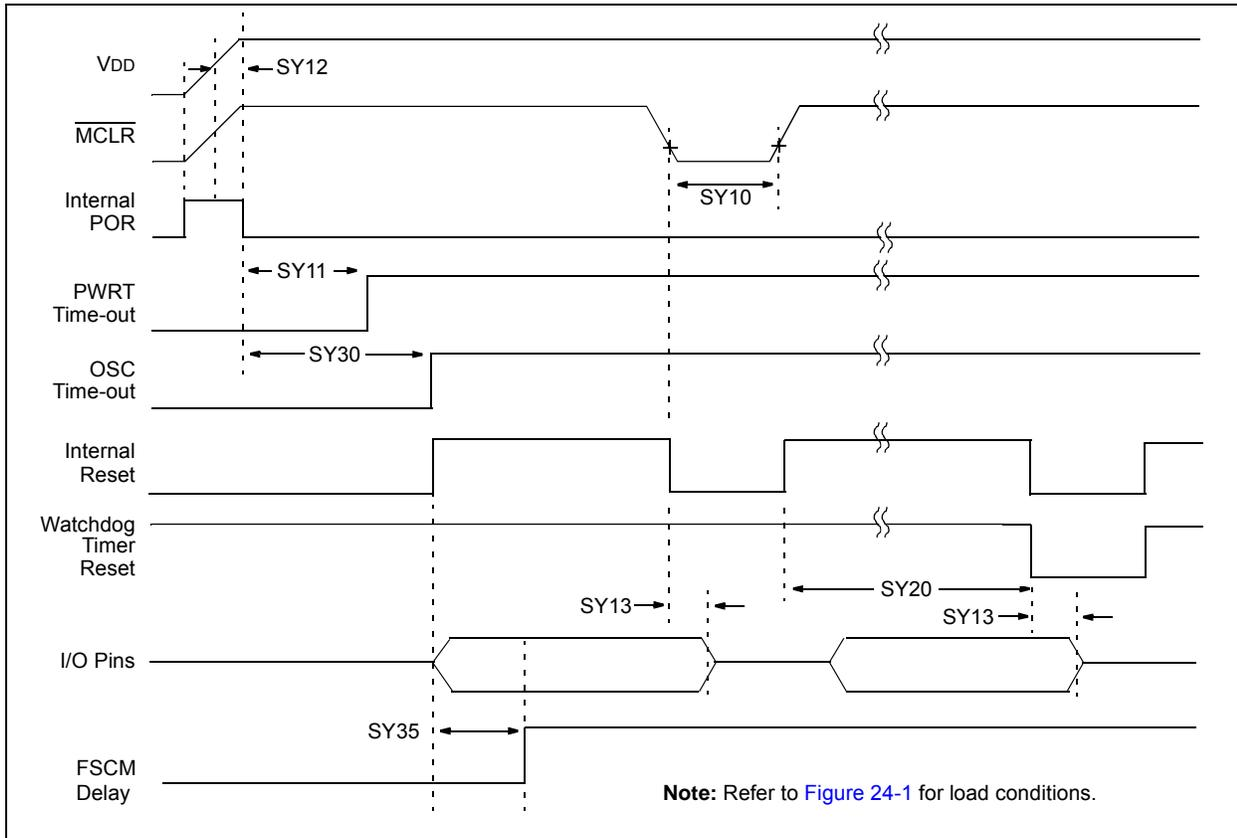 VDD
SY12
MCLR
SY10
Internal
POR
SY11
PWRT
Time-out
SY30
OSC
Time-out
Internal
Reset
Watchdog
Timer
Reset
SY20
SY13
SY13
I/O Pins
SY35
FSCM
Delay
Note: Refer to Figure 24-1 for load conditions.